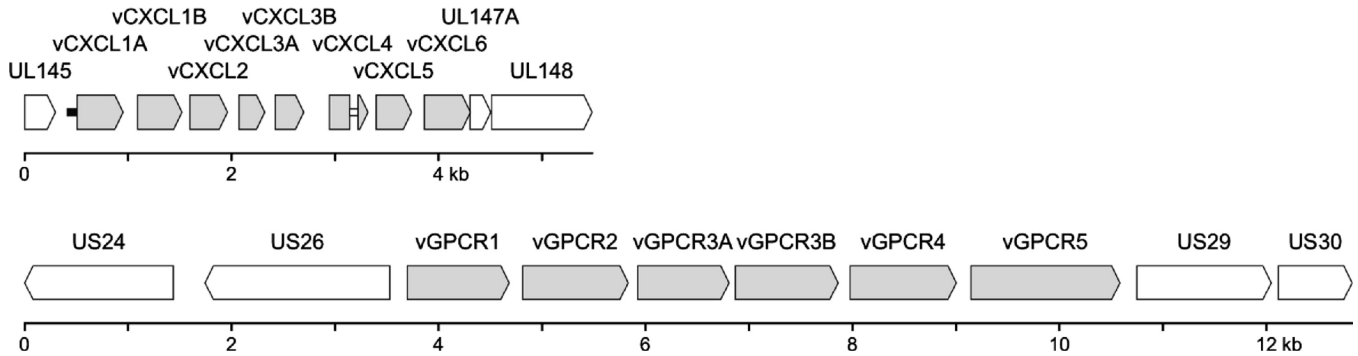 vCXCL1B vCXCL3B UL147A
vCXCL1A vCXCL3A vCXCL4 vCXCL6
UL145 vCXCL2 vCXCL5 UL148
0 2 4 kb
US24 US26 vGPCR1 vGPCR2 vGPCR3A vGPCR3B vGPCR4 vGPCR5 US29 US30
0 2 4 6 8 10 12 kb